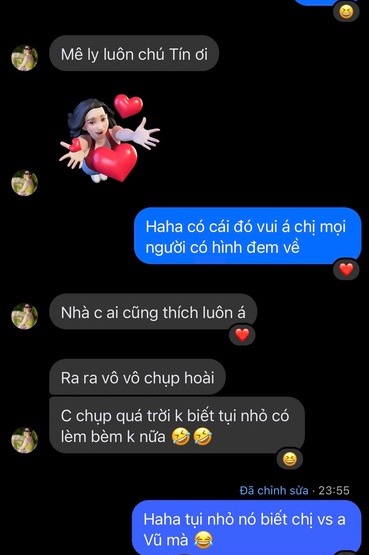 Mê ly luôn chú Tín ơi
Haha có cái đó vui á chị mọi
người có hình đem về
Nhà c ai cũng thích luôn á
Ra ra vô vô chụp hoài
C chụp quá trời k biết tụi nhỏ có
lèm bèm k nữa 🤣🤣
Đã chỉnh sửa · 23:55
Haha tụi nhỏ nó biết chị vs a
Vũ mà 😂